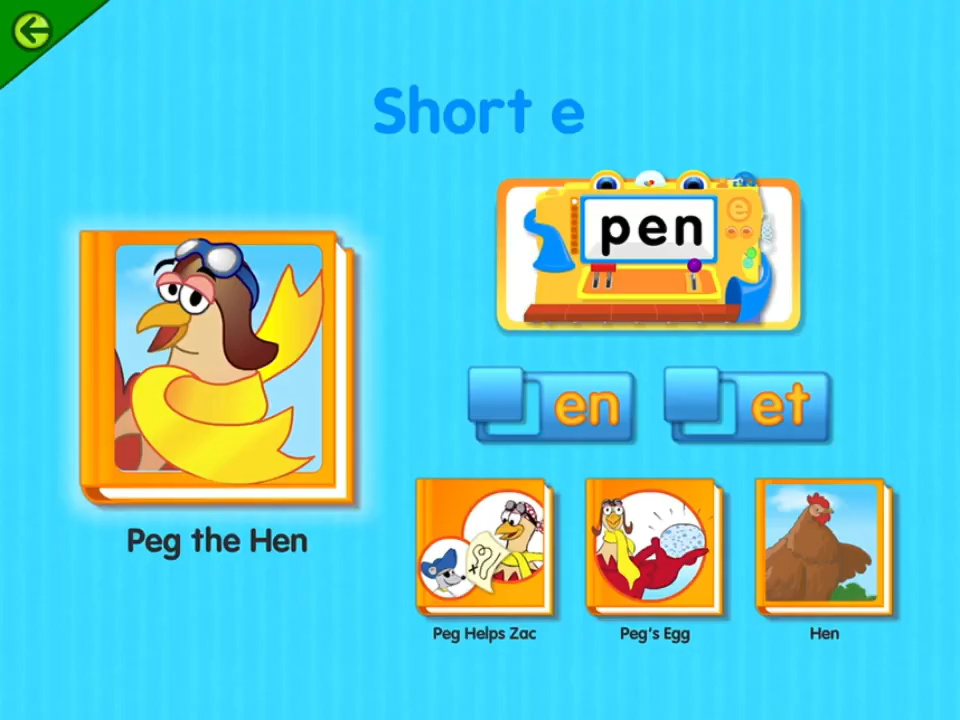 Short e
pen
e
en
et
Peg the Hen
Peg Helps Zac
Peg's Egg
Hen